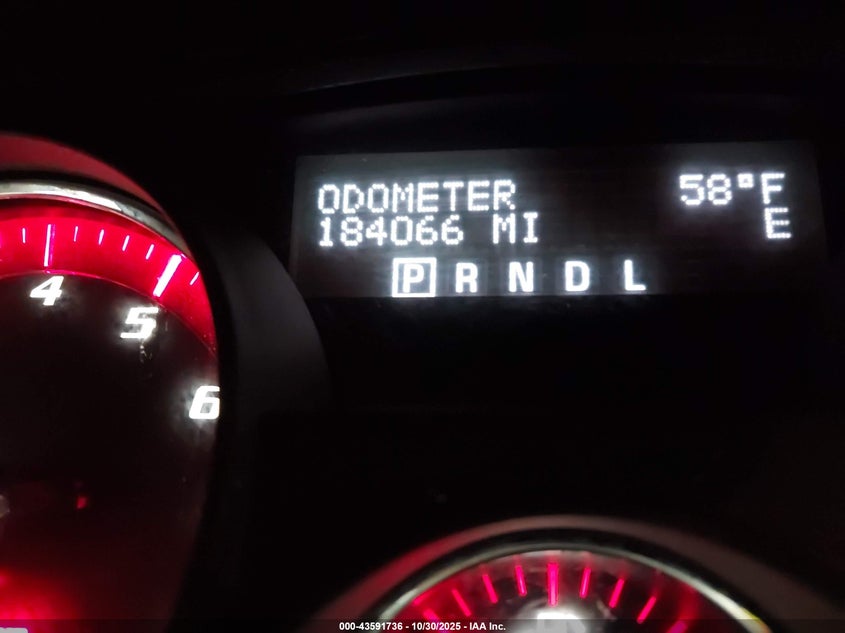 ODOMETER 58°F
184066 MI E
P R N D L
4
5
6
000-43591736 - 10/30/2025 - IAA Inc.